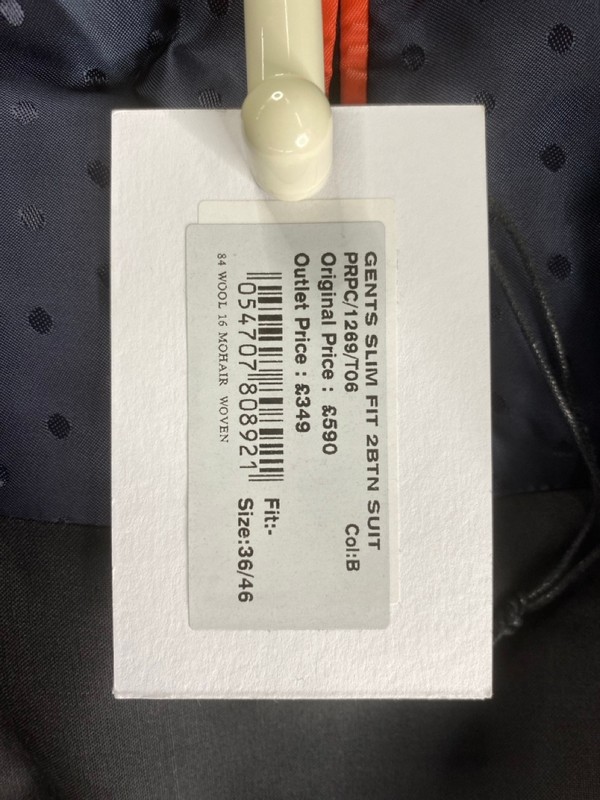 GENTS SLIM FIT 2BTN SUIT
PRPC/1269/T06 Col:B
Original Price : £590
Outlet Price : £349
Fit:-
054707808921 Size:36/46
84 WOOL 16 MOHAIR WOVEN